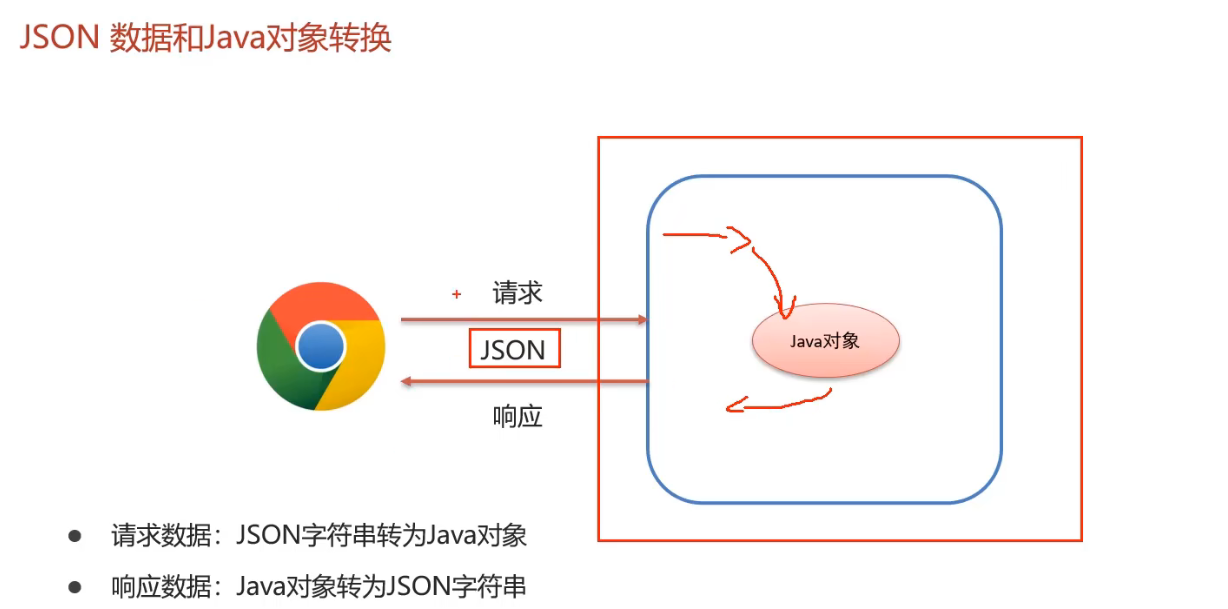 JSON 数据和Java对象转换
请求
JSON
响应
Java对象
请求数据：JSON字符串转为Java对象
响应数据：Java对象转为JSON字符串